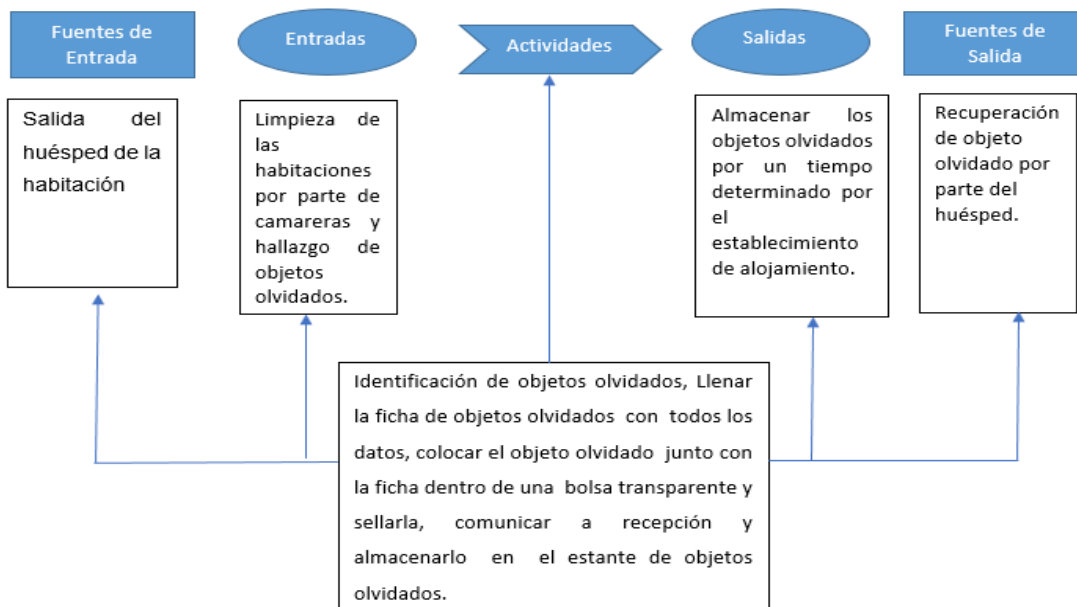 Fuentes de
Entrada
Entradas
Actividades
Salidas
Fuentes de
Salida
Salida del
huésped de la
habitación
Limpieza de
las
habitaciones
por parte de
camareras y
hallazgo de
objetos
olvidados.
Almacenar los
objetos olvidados
por un tiempo
determinado por
el
establecimiento
de alojamiento.
Recuperación
de objeto
olvidado por
parte del
huésped.
Identificación de objetos olvidados, Llenar
la ficha de objetos olvidados con todos los
datos, colocar el objeto olvidado junto con
la ficha dentro de una bolsa transparente y
sellarla, comunicar a recepción y
almacenarlo en el estante de objetos
olvidados.